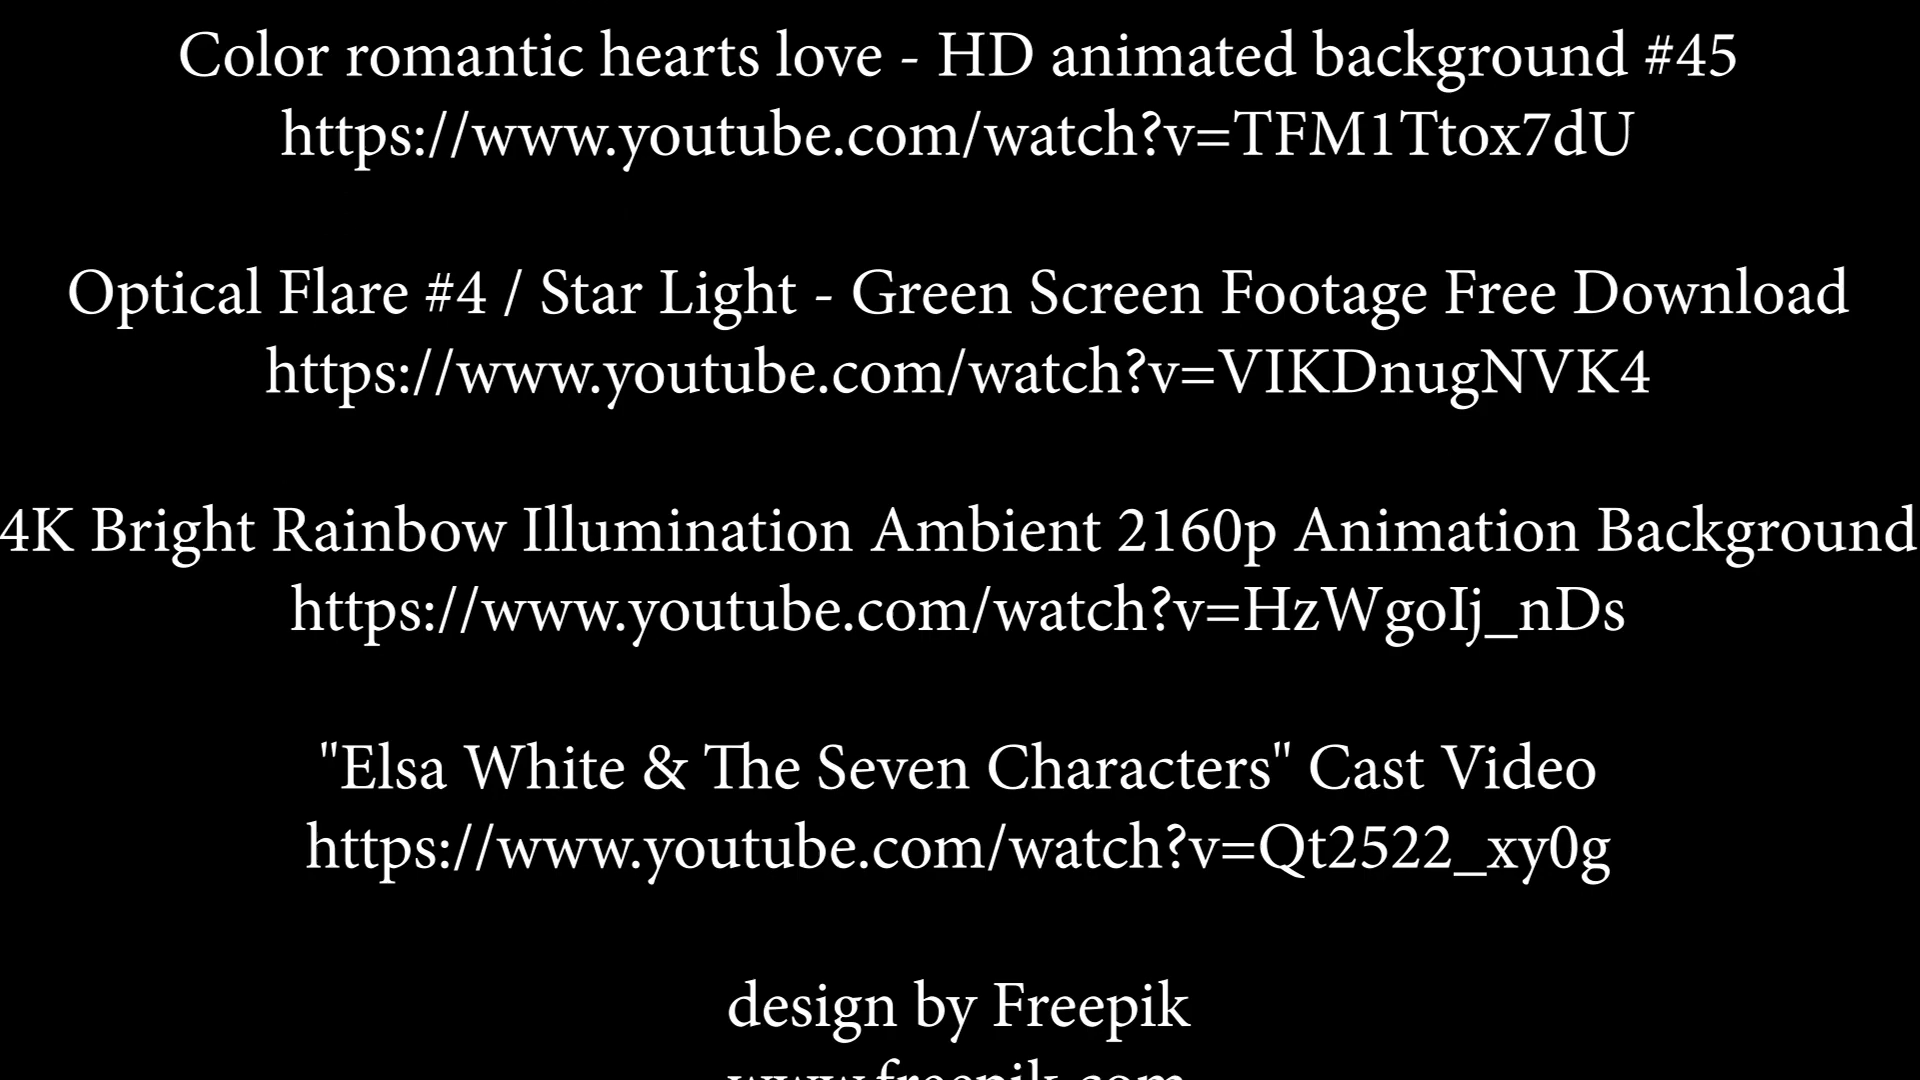 Color romantic hearts love - HD animated background #45
https://www.youtube.com/watch?v=TFM1Ttox7dU
Optical Flare #4 / Star Light - Green Screen Footage Free Download
https://www.youtube.com/watch?v=VIKDnugNVK4
4K Bright Rainbow Illumination Ambient 2160p Animation Background
https://www.youtube.com/watch?v=HzWgoIj_nDs
"Elsa White & The Seven Characters" Cast Video
https://www.youtube.com/watch?v=Qt2522_xy0g
design by Freepik
www.freepik.com